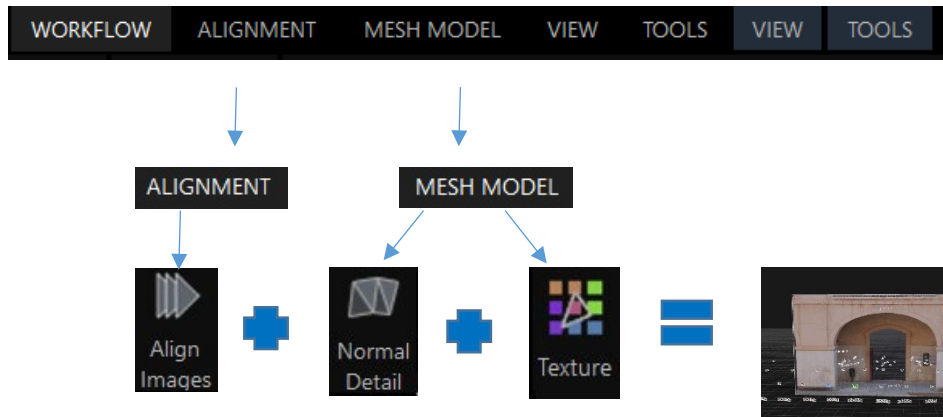 WORKFLOW ALIGNMENT MESH MODEL VIEW TOOLS VIEW TOOLS
ALIGNMENT MESH MODEL
Align
Images
Normal
Detail
Texture